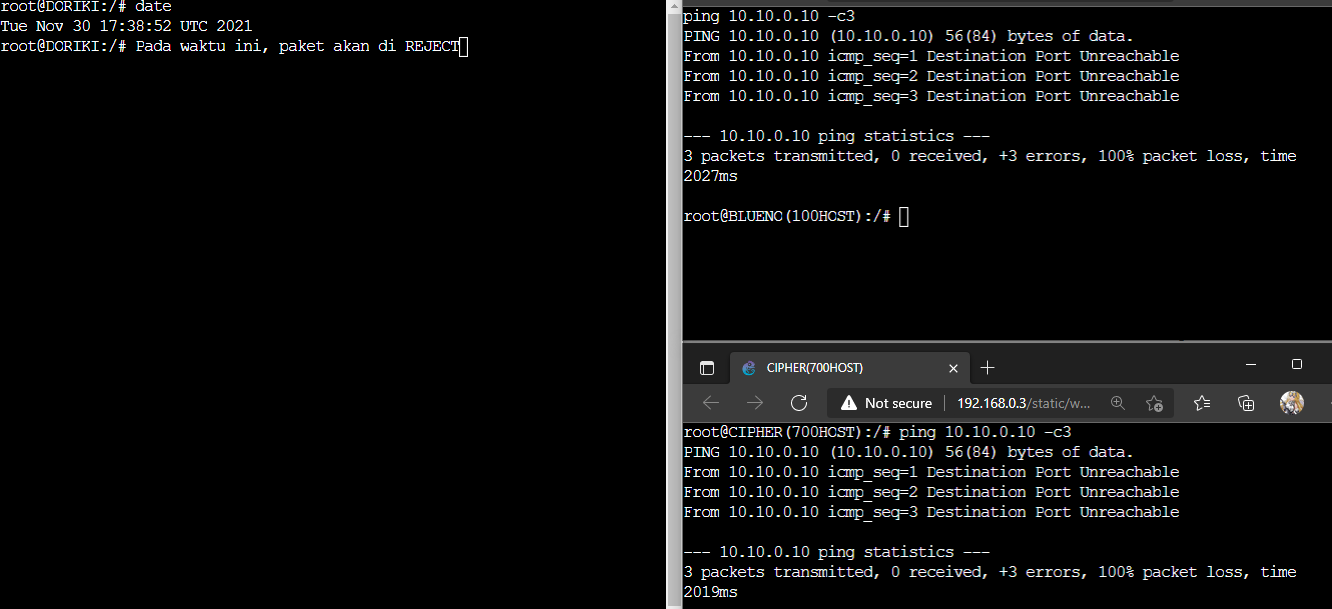 root@DORIKI:/# date
Tue Nov 30 17:38:52 UTC 2021
root@DORIKI:/# Pada waktu ini, paket akan di REJECT
ping 10.10.0.10 -c3
PING 10.10.0.10 (10.10.0.10) 56(84) bytes of data.
From 10.10.0.10 icmp_seq=1 Destination Port Unreachable
From 10.10.0.10 icmp_seq=2 Destination Port Unreachable
From 10.10.0.10 icmp_seq=3 Destination Port Unreachable
--- 10.10.0.10 ping statistics ---
3 packets transmitted, 0 received, +3 errors, 100% packet loss, time
2027ms
root@BLUENO(100HOST):/#
CIPHER(700HOST)
Not secure
192.168.0.3/static/w...
root@CIPHER(700HOST):/# ping 10.10.0.10 -c3
PING 10.10.0.10 (10.10.0.10) 56(84) bytes of data.
From 10.10.0.10 icmp_seq=1 Destination Port Unreachable
From 10.10.0.10 icmp_seq=2 Destination Port Unreachable
From 10.10.0.10 icmp_seq=3 Destination Port Unreachable
--- 10.10.0.10 ping statistics ---
3 packets transmitted, 0 received, +3 errors, 100% packet loss, time
2019ms